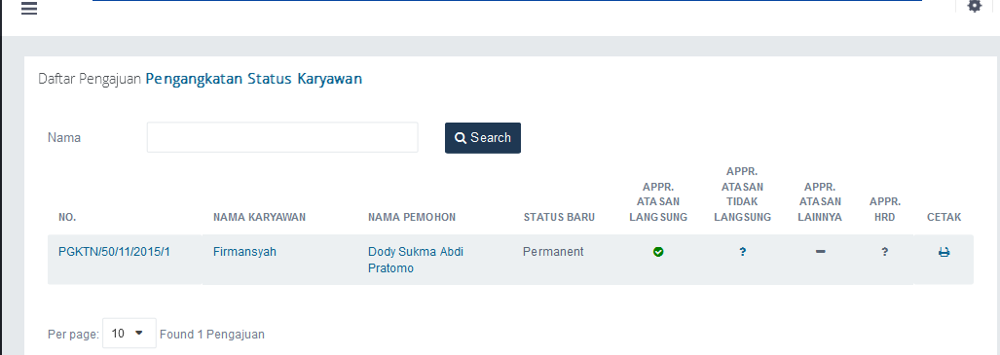 Daftar Pengajuan Pengangkatan Status Karyawan
Nama
Search
NO.
NAMA KARYAWAN
NAMA PEMOHON
STATUS BARU
APPR.
ATASAN
LANGSUNG
APPR.
ATASAN
TIDAK
LANGSUNG
APPR.
ATASAN
LAINNYA
APPR.
HRD
CETAK
PGKTN/50/11/2015/1
Firmansyah
Dody Sukma Abdi
Pratomo
Permanent
?
?
Per page: 10 Found 1 Pengajuan